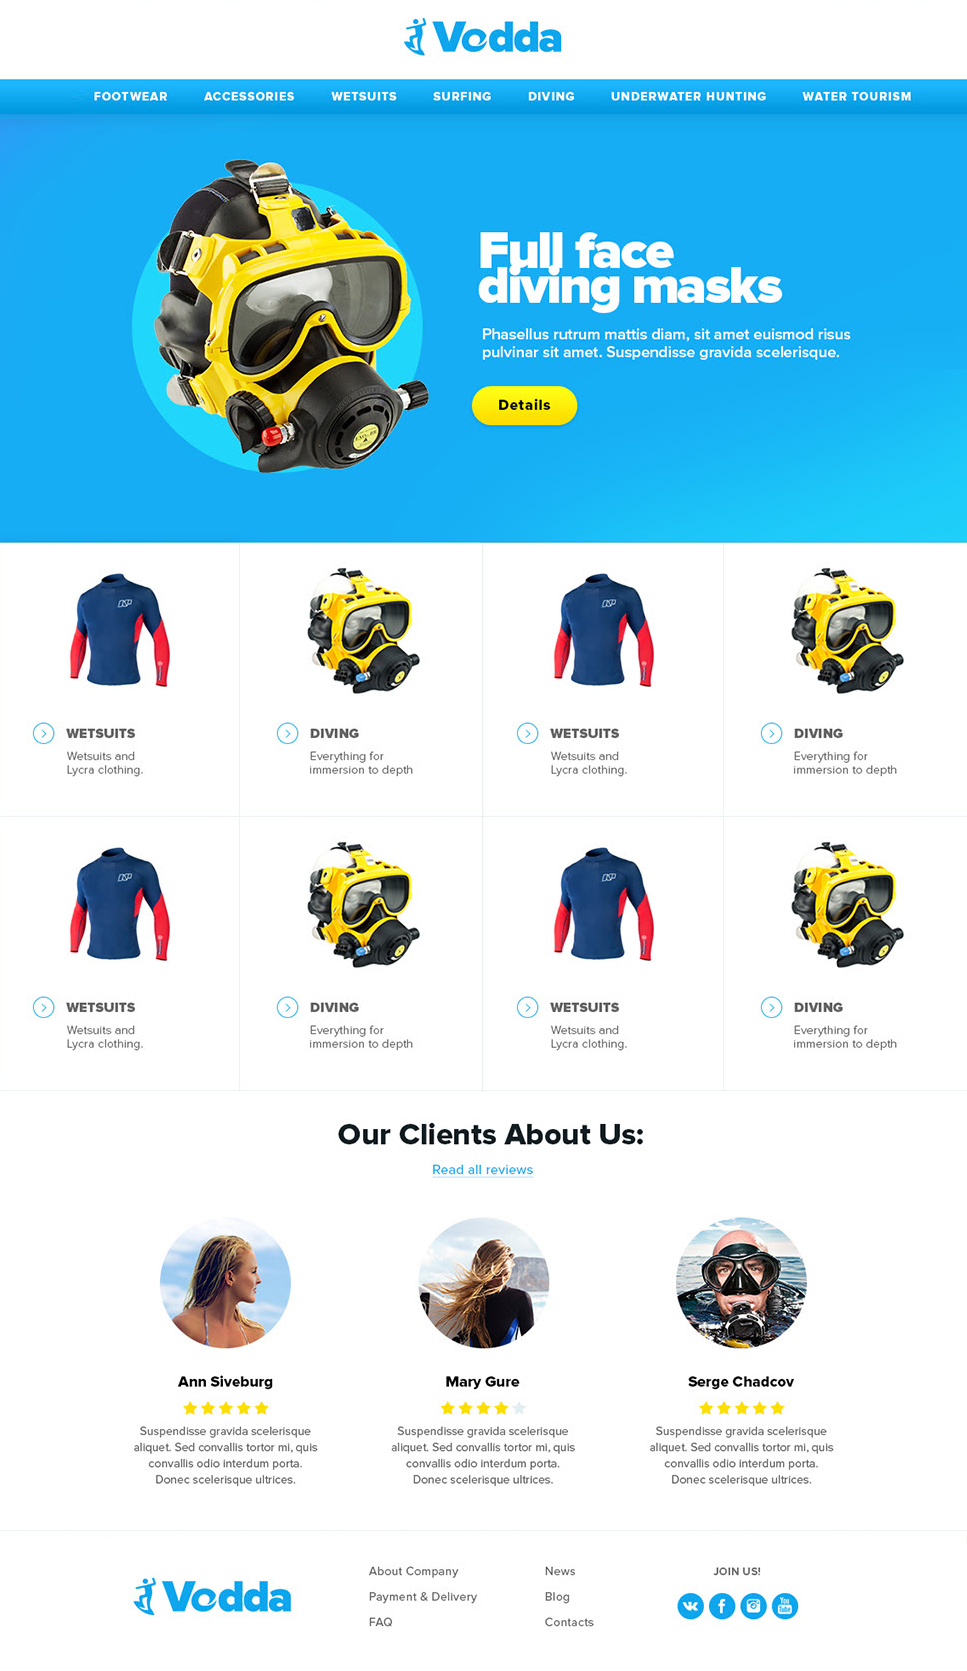 Vodda
FOOTWEAR ACCESSORIES WETSUITS SURFING DIVING UNDERWATER HUNTING WATER TOURISM
Full face
diving masks
Phasellus rutrum mattis diam, sit amet euismod risus
pulvinar sit amet. Suspendisse gravida scelerisque.
Details
WETSUITS
Wetsuits and
Lycra clothing.
DIVING
Everything for
immersion to depth
WETSUITS
Wetsuits and
Lycra clothing.
DIVING
Everything for
immersion to depth
WETSUITS
Wetsuits and
Lycra clothing.
DIVING
Everything for
immersion to depth
WETSUITS
Wetsuits and
Lycra clothing.
DIVING
Everything for
immersion to depth
Our Clients About Us:
Read all reviews
Ann Siveburg
Suspendisse gravida scelerisque
aliquet. Sed convallis tortor mi, quis
convallis odio interdum porta.
Donec scelerisque ultrices.
Mary Gure
Suspendisse gravida scelerisque
aliquet. Sed convallis tortor mi, quis
convallis odio interdum porta.
Donec scelerisque ultrices.
Serge Chadcov
Suspendisse gravida scelerisque
aliquet. Sed convallis tortor mi, quis
convallis odio interdum porta.
Donec scelerisque ultrices.
Vodda
About Company
Payment & Delivery
FAQ
News
Blog
Contacts
JOIN US!
You
Tube